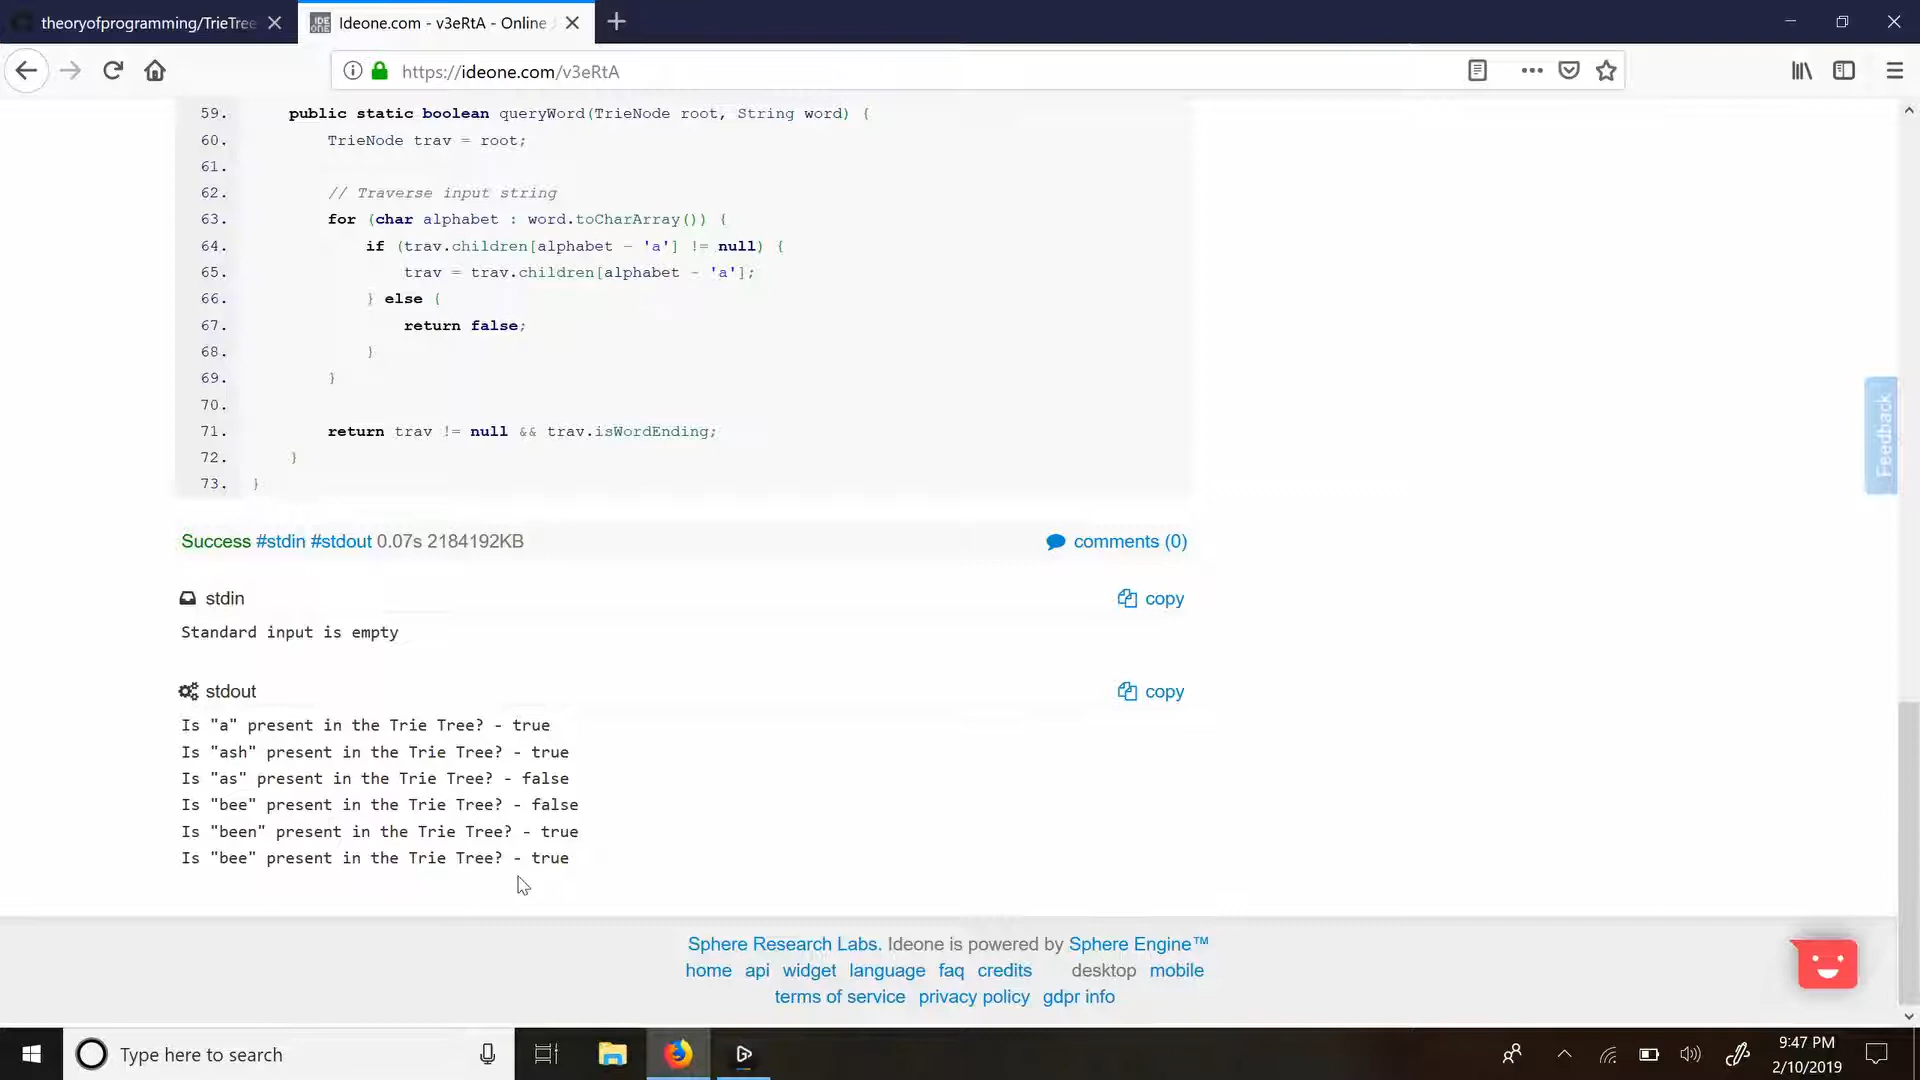 theoryofprogramming/TrieTree
Ideone.com - v3eRtA - Online
https://ideone.com/v3eRtA
59. public static boolean queryWord(TrieNode root, String word) {
60. TrieNode trav = root;
61.
62. // Traverse input string
63. for (char alphabet : word.toCharArray()) {
64. if (trav.children[alphabet - 'a'] != null) {
65. trav = trav.children[alphabet - 'a'];
66. } else {
67. return false;
68. }
69. }
70.
71. return trav != null && trav.isWordEnding;
72. }
73. }
Feedback
Success #stdin #stdout 0.07s 2184192KB
comments (0)
stdin
copy
Standard input is empty
stdout
copy
Is "a" present in the Trie Tree? - true
Is "ash" present in the Trie Tree? - true
Is "as" present in the Trie Tree? - false
Is "bee" present in the Trie Tree? - false
Is "been" present in the Trie Tree? - true
Is "bee" present in the Trie Tree? - true
Sphere Research Labs. Ideone is powered by Sphere Engine™
home api widget language faq credits desktop mobile
terms of service privacy policy gdpr info
Type here to search
9:47 PM
2/10/2019